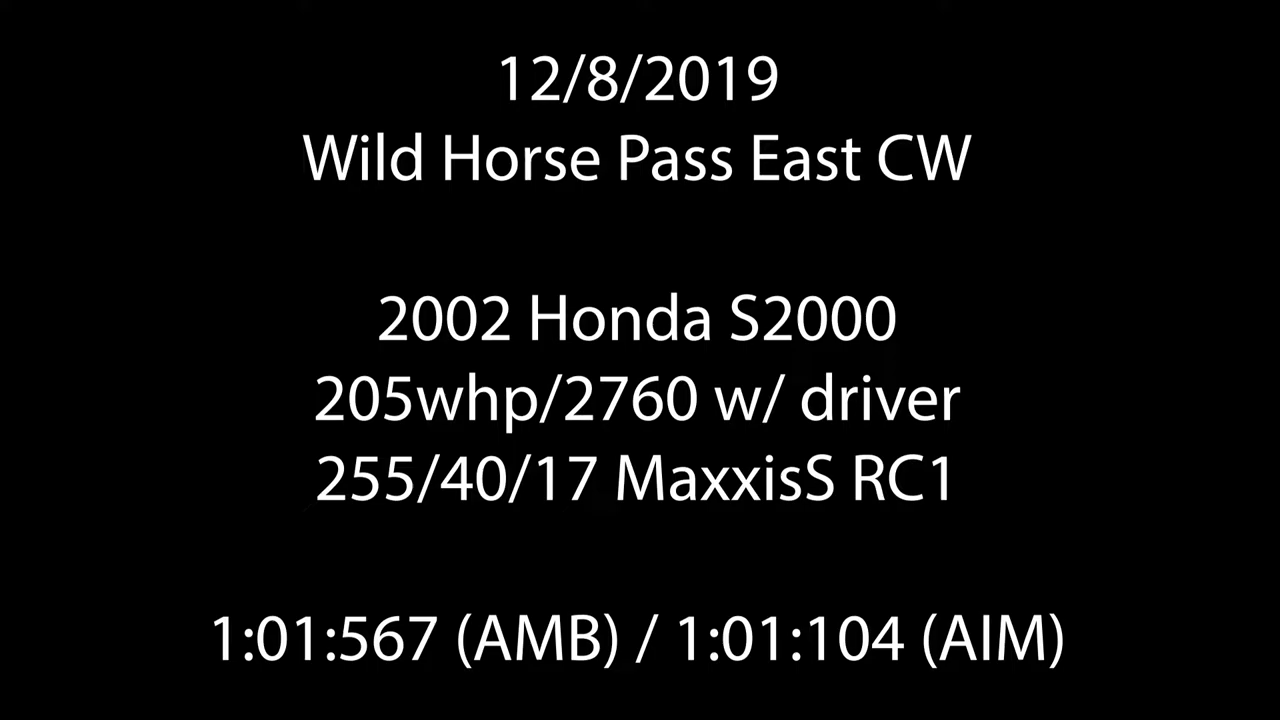 12/8/2019
Wild Horse Pass East CW
2002 Honda S2000
205whp/2760 w/ driver
255/40/17 MaxxisS RC1
1:01:567 (AMB) / 1:01:104 (AIM)